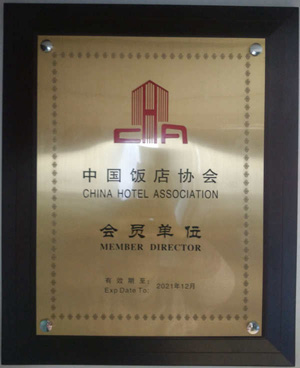 CHA
中国饭店协会
CHINA HOTEL ASSOCIATION
会员单位
MEMBER DIRECTOR
有效期至:
Exp Date To: 2021年12月